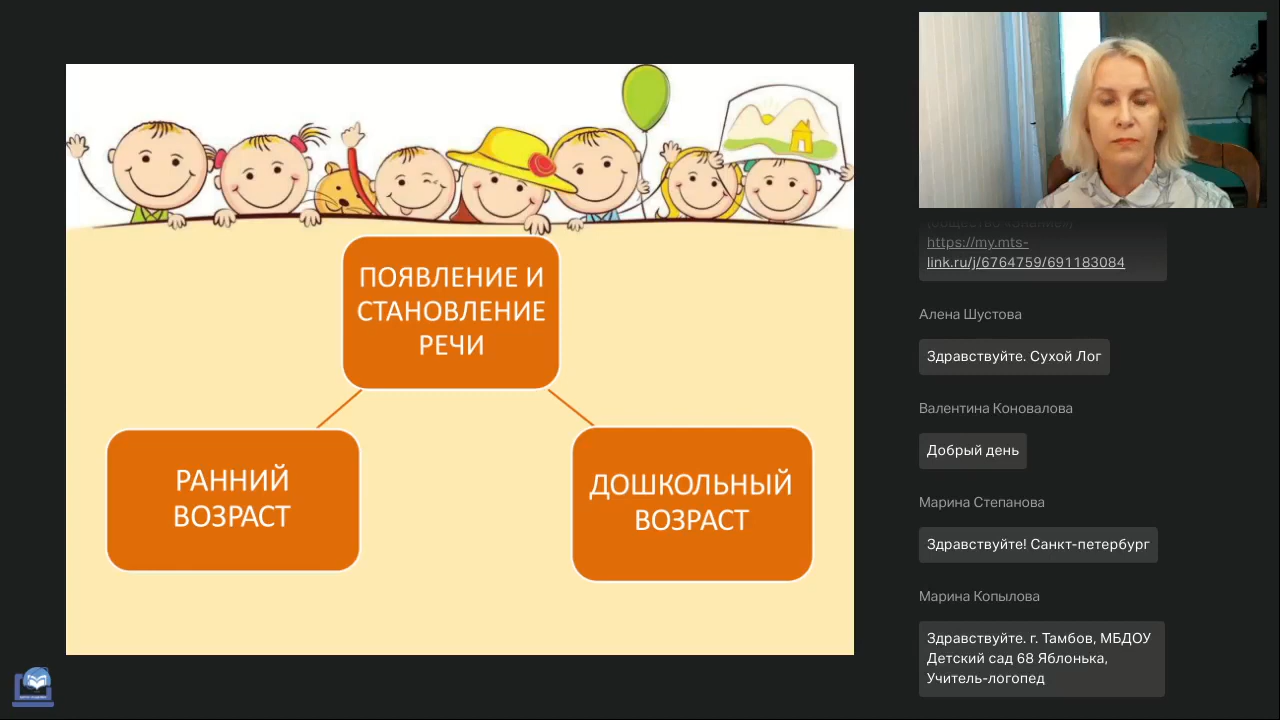 ПОЯВЛЕНИЕ И
СТАНОВЛЕНИЕ
РЕЧИ
РАННИЙ
ВОЗРАСТ
ДОШКОЛЬНЫЙ
ВОЗРАСТ
https://my.mts-
link.ru/j/6764759/691183084
Алена Шустова
Здравствуйте. Сухой Лог
Валентина Коновалова
Добрый день
Марина Степанова
Здравствуйте! Санкт-петербург
Марина Копылова
Здравствуйте. г. Тамбов, МБДОУ
Детский сад 68 Яблонька,
Учитель-логопед